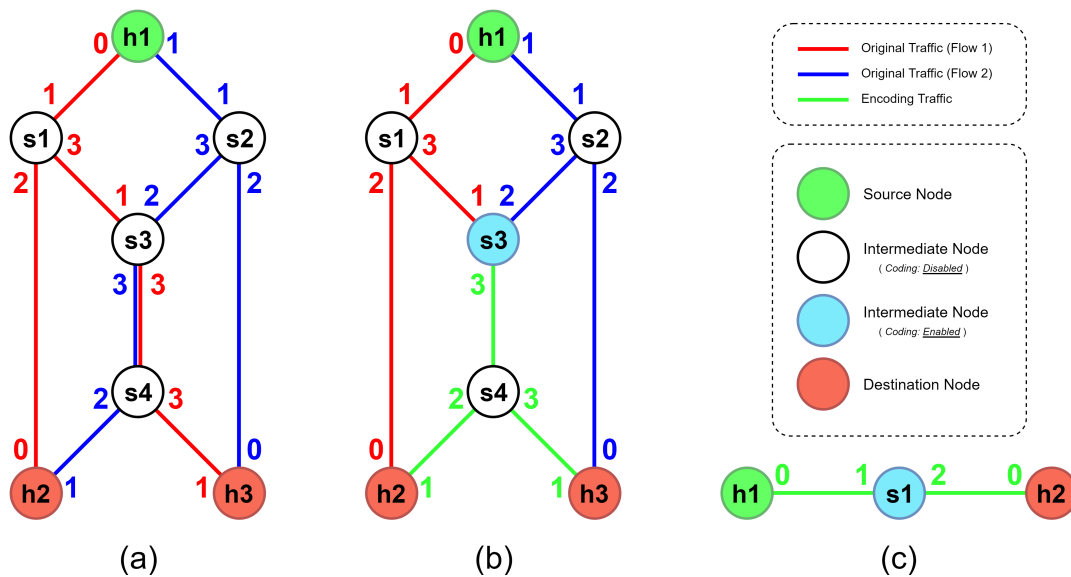 0 h1 1
1 1
s1 3 3 s2
2 2
1 2
s3
3 3
s4
2 3
0 0
h2 1 1 h3
(a)
0 h1 1
1 1
s1 3 3 s2
2 2
1 2
s3
3
s4
2 3
0 0
h2 1 1 h3
(b)
Original Traffic (Flow 1)
Original Traffic (Flow 2)
Encoding Traffic
Source Node
Intermediate Node
( Coding: Disabled )
Intermediate Node
( Coding: Enabled )
Destination Node
h1 0 1 s1 2 0 h2
(c)